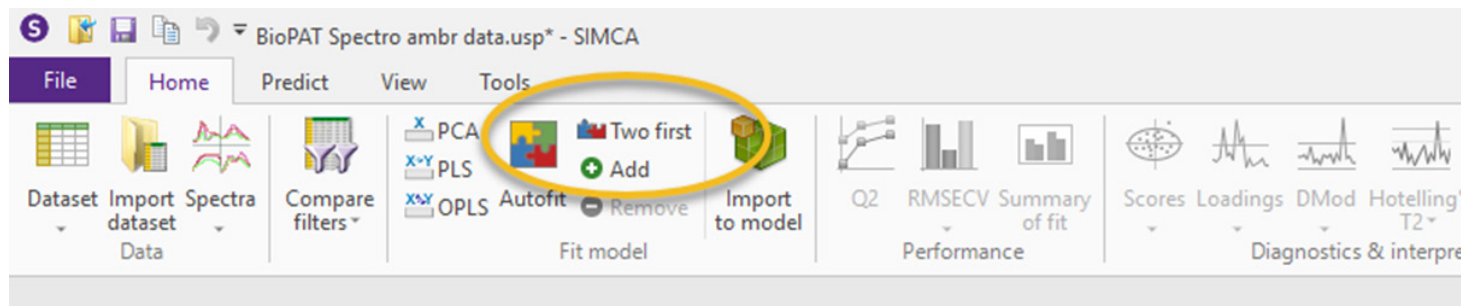 S BioPAT Spectro ambr data.usp* - SIMCA
File Home Predict View Tools
X PCA Two first
X Y PLS Add
Dataset Import dataset Spectra Compare filters X Y OPLS Autofit Remove Import to model Q2 RMSECV Summary of fit Scores Loadings DMod Hotelling' T2
Data Fit model Performance Diagnostics & interpre